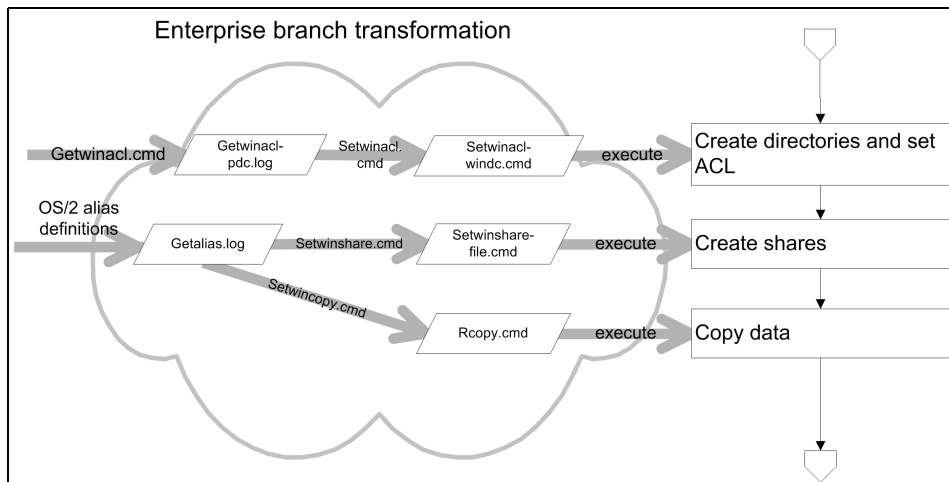 Enterprise branch transformation
Getwinacl.cmd
Getwinacl-
pdc.log
Setwinacl.
cmd
Setwinacl-
windc.cmd
execute
Create directories and set
ACL
OS/2 alias
definitions
Getalias.log
Setwinshare.cmd
Setwinshare-
file.cmd
execute
Create shares
Setwincopy.cmd
Rcopy.cmd
execute
Copy data